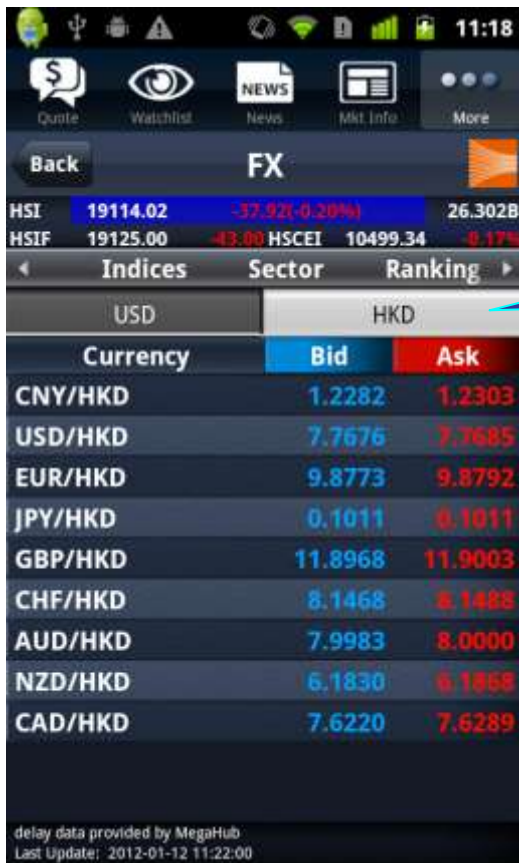 11:18
$
NEWS
Quote Watchlist News Mkt Info More
Back FX
HSI 19114.02 -37.92(-0.20%) 26.302B
HSIF 19125.00 -43.00 HSCEI 10499.34 -0.17%
Indices Sector Ranking
USD HKD
Currency Bid Ask
CNY/HKD 1.2282 1.2303
USD/HKD 7.7676 7.7685
EUR/HKD 9.8773 9.8792
JPY/HKD 0.1011 0.1011
GBP/HKD 11.8968 11.9003
CHF/HKD 8.1468 8.1488
AUD/HKD 7.9983 8.0000
NZD/HKD 6.1830 6.1868
CAD/HKD 7.6220 7.6289
delay data provided by MegaHub
Last Update: 2012-01-12 11:22:00